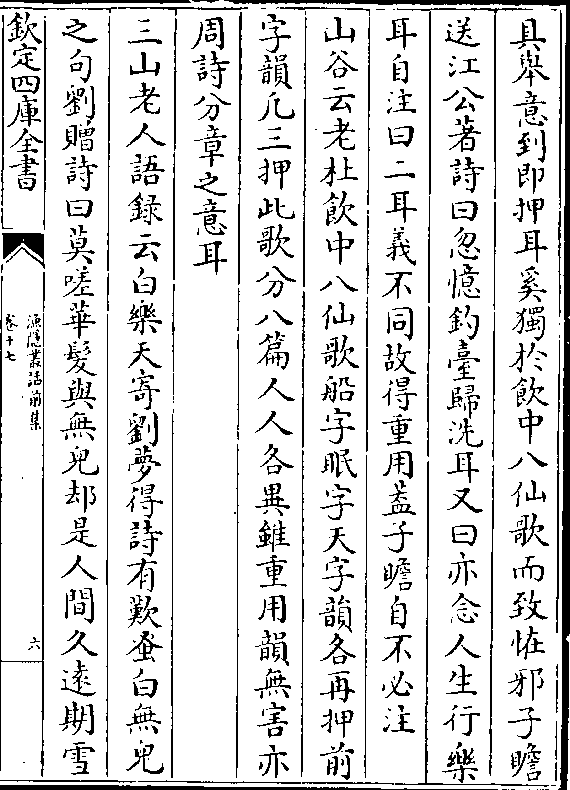 具舉意到即押耳奚獨於飲中八仙歌而致恠邪子瞻
送江公著詩曰忽憶釣臺歸洗耳又曰亦念人生行樂
耳自注曰二耳義不同故得重用葢子瞻自不必注
山谷云老杜飲中八仙歌船字眠字天字韻各再押前
字韻凡三押此歌分八篇人人各異雖重用韻無害亦
周詩分章之意耳
三山老人語錄云白樂天寄劉夢得詩有歎蚤白無兒
之句劉贈詩曰莫嗟華髮與無兒却是人間久遠期雪
欽定四庫全書
漁隱叢話前集
卷十七
六